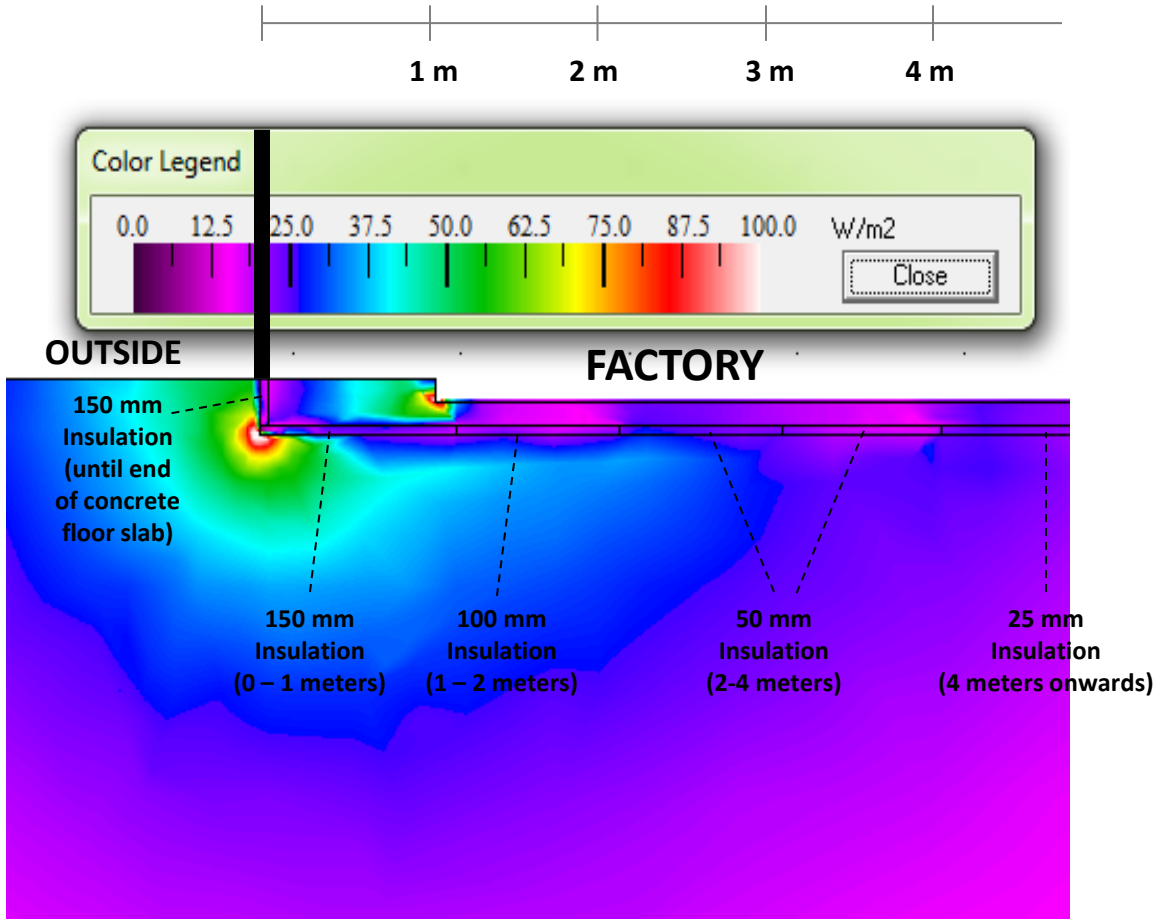 1 m 2 m 3 m 4 m
Color Legend
0.0 12.5 25.0 37.5 50.0 62.5 75.0 87.5 100.0 W/m2
Close
OUTSIDE
FACTORY
150 mm
Insulation
(until end
of concrete
floor slab)
150 mm
Insulation
(0 – 1 meters)
100 mm
Insulation
(1 – 2 meters)
50 mm
Insulation
(2-4 meters)
25 mm
Insulation
(4 meters onwards)